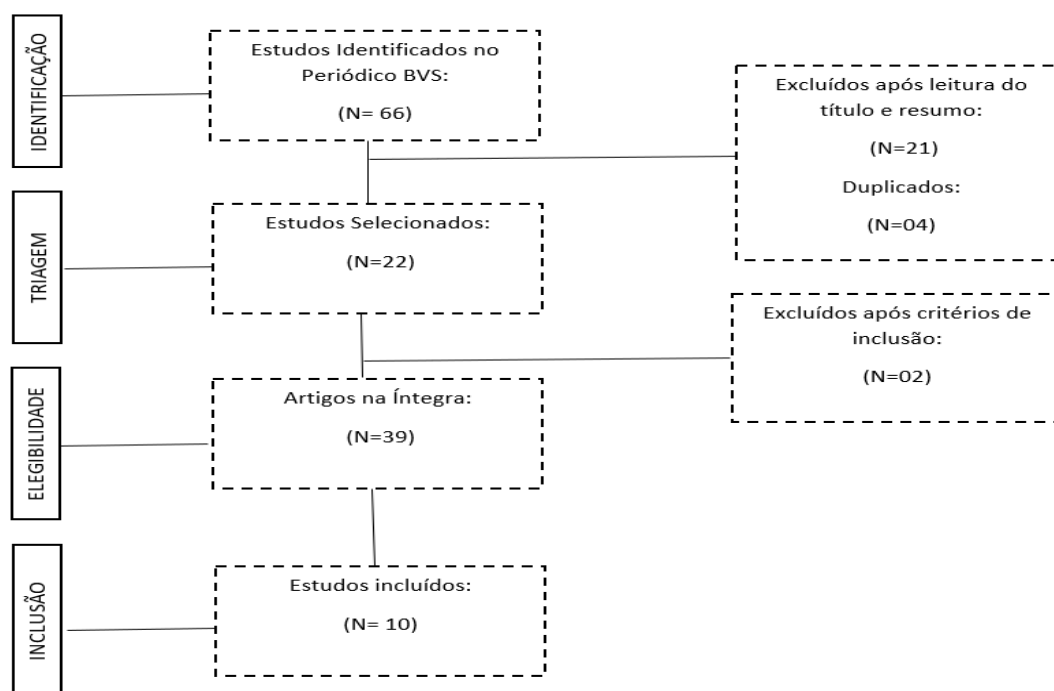 IDENTIFICAÇÃO
Estudos Identificados no
Periódico BVS:
(N= 66)
Excluídos após leitura do
título e resumo:
(N=21)
Duplicados:
(N=04)
TRIAGEM
Estudos Selecionados:
(N=22)
Excluídos após critérios de
inclusão:
(N=02)
ELEGIBILIDADE
Artigos na Íntegra:
(N=39)
INCLUSÃO
Estudos incluídos:
(N= 10)